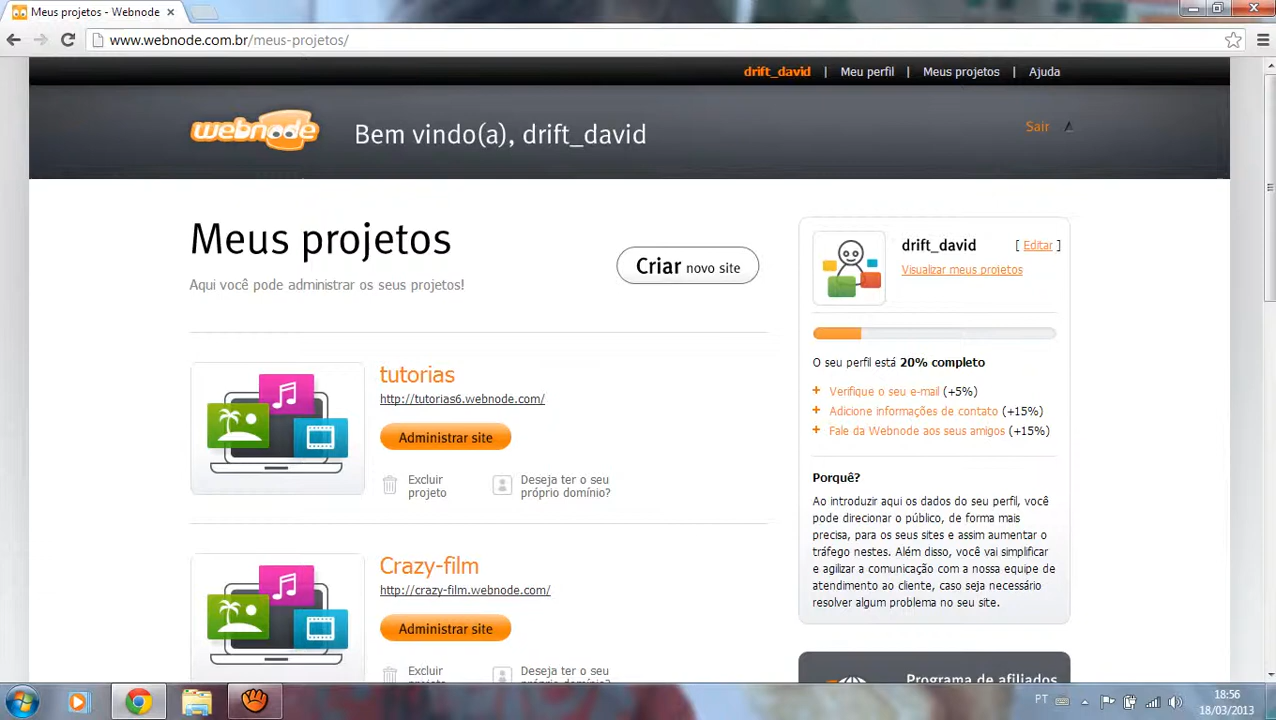 Meus projetos - Webnode
www.webnode.com.br/meus-projetos/
drift_david | Meu perfil | Meus projetos | Ajuda
webnode
Bem vindo(a), drift_david
Sair
Meus projetos
Criar novo site
Aqui você pode administrar os seus projetos!
tutorias
http://tutorias6.webnode.com/
Administrar site
Excluir
projeto
Deseja ter o seu
próprio domínio?
Crazy-film
http://crazy-film.webnode.com/
Administrar site
Excluir
projeto
Deseja ter o seu
próprio domínio?
drift_david
[ Editar ]
Visualizar meus projetos
O seu perfil está 20% completo
+ Verifique o seu e-mail (+5%)
+ Adicione informações de contato (+15%)
+ Fale da Webnode aos seus amigos (+15%)
Porquê?
Ao introduzir aqui os dados do seu perfil, você
pode direcionar o público, de forma mais
precisa, para os seus sites e assim aumentar o
tráfego nestes. Além disso, você vai simplificar
e agilizar a comunicação com a nossa equipe de
atendimento ao cliente, caso seja necessário
resolver algum problema no seu site.
Programa de afiliados
PT
18:56
18/03/2013